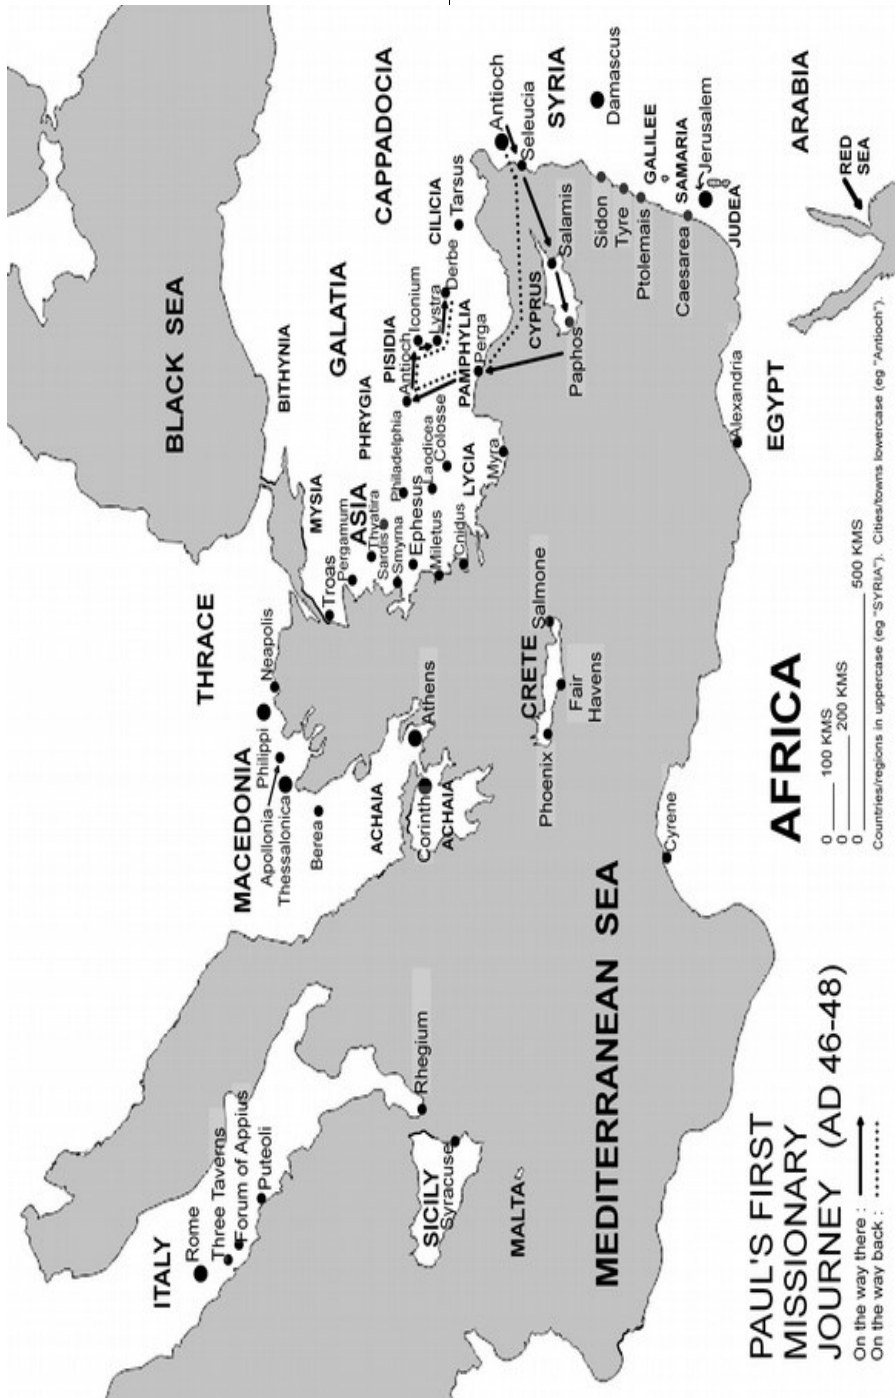 BLACK SEA
THRACE
MACEDONIA
ITALY
Rome
Three Taverns
Forum of Appius
Puteoli
Neapolis
Philippi
Apollonia
Thessalonica
Berea
BITHYNIA
MYSIA
Troas
Pergamum
ASIA
Thyatira
Sardis
Smyrna
Ephesus
Miletus
Cnidus
PHRYGIA
Philadelphia
Laodicea
Colosse
LYCIA
Myra
GALATIA
PISIDIA
Antioch
Iconium
Lystra
Derbe
PAMPHYLIA
Perga
CAPPADOCIA
CILICIA
Tarsus
Antioch
Seleucia
SYRIA
Damascus
ACHAIA
Athens
Corinth
ACHAIA
Rhegium
SICILY
Syracuse
MALTA
CRETE
Salmone
Phoenix
Fair
Havens
CYPRUS
Salamis
Paphos
Sidon
Tyre
Ptolemais
Caesarea
GALILEE
SAMARIA
Jerusalem
JUDEA
ARABIA
RED
SEA
MEDITERRANEAN SEA
Cyrene
Alexandria
EGYPT
AFRICA
PAUL'S FIRST
MISSIONARY
JOURNEY (AD 46-48)
On the way there :
On the way back :
0 100 KMS
0 200 KMS
0 500 KMS
Countries/regions in uppercase (eg "SYRIA"). Cities/towns lowercase (eg "Antioch").